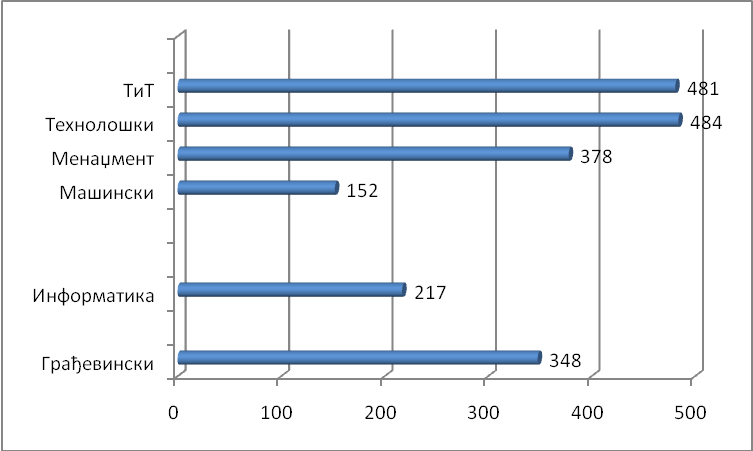 ТиТ 481
Технолошки 484
Менаџмент 378
Машински 152
Информатика 217
Грађевински 348
0 100 200 300 400 500